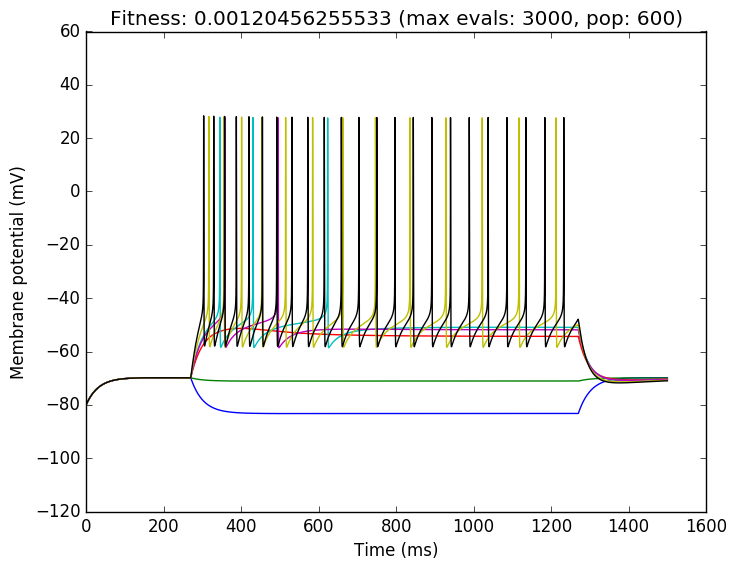 Fitness: 0.00120456255533 (max evals: 3000, pop: 600)
60
40
20
0
−20
−40
−60
−80
−100
−120
Membrane potential (mV)
0 200 400 600 800 1000 1200 1400 1600
Time (ms)